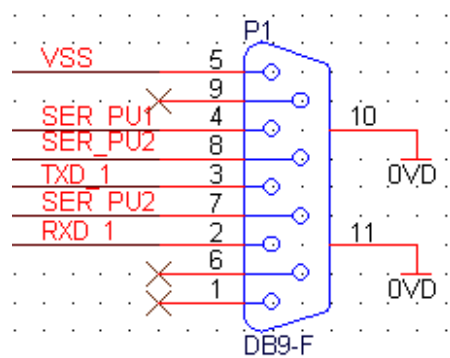 P1
VSS 5
9
SER_PU1 4 10
SER_PU2 8
TXD_1 3 0VD
SER_PU2 7
RXD_1 2 11
6
1 0VD
DB9-F